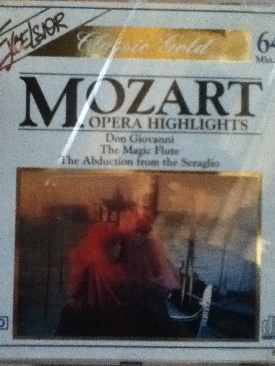 EXCELSIOR
Classic Gold
64
Min.
MOZART
OPERA HIGHLIGHTS
Don Giovanni
The Magic Flute
The Abduction from the Seraglio